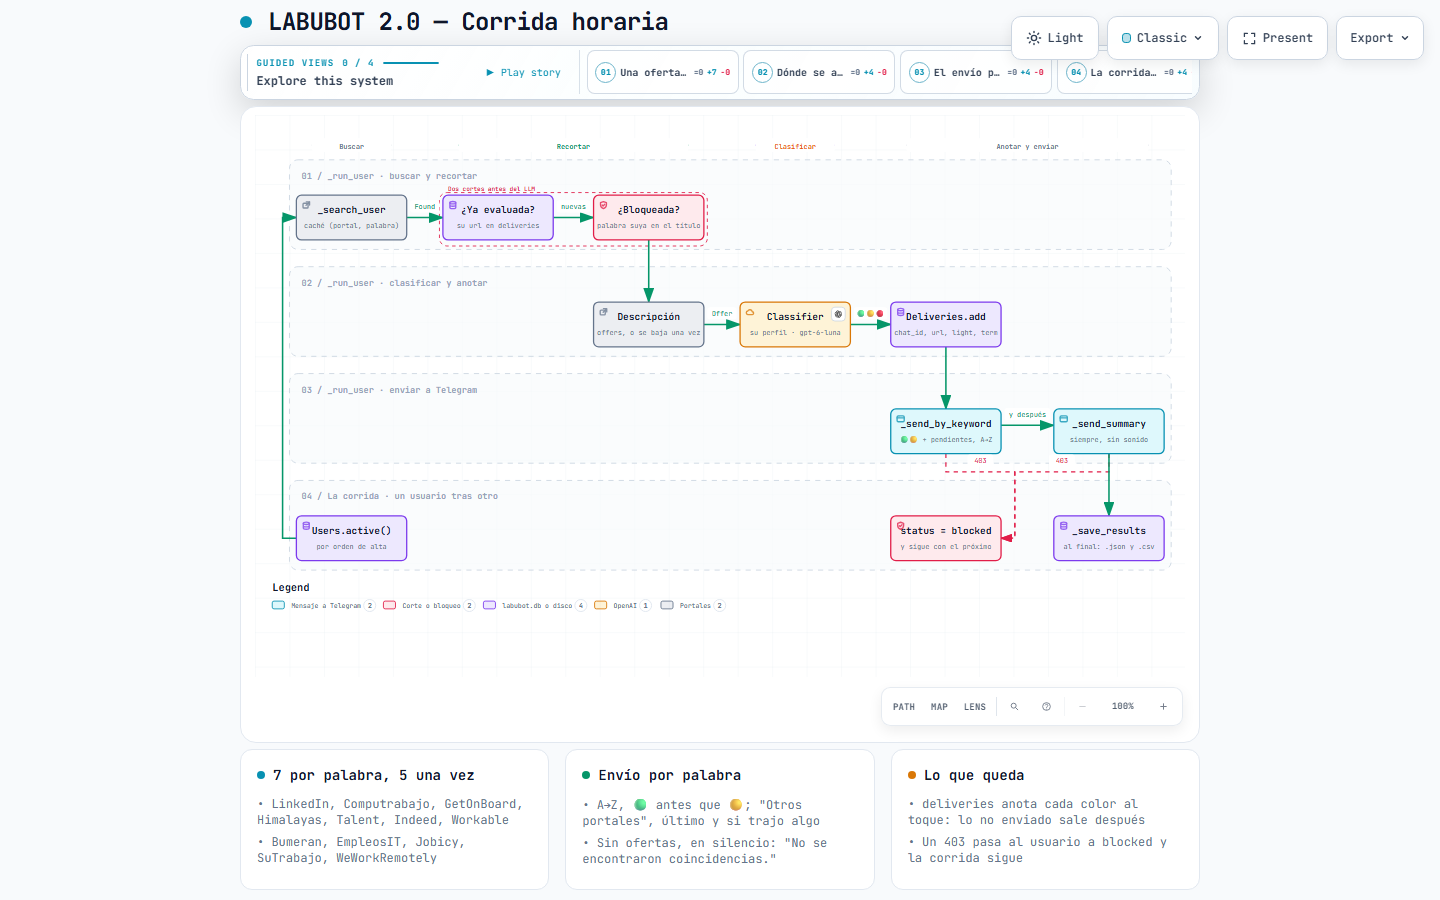 LABUBOT 2.0 — Corrida horaria
Light
Classic
Present
Export
GUIDED VIEWS 0 / 4
Explore this system
▶ Play story
01 Una oferta… ≡0 +7 -0
02 Dónde se a… ≡0 +4 -0
03 El envío p… ≡0 +4 -0
04 La corrida… ≡0 +4
Buscar
Recortar
Clasificar
Anotar y enviar
01 / _run_user · buscar y recortar
Dos cortes antes del LLM
_search_user
caché (portal, palabra)
Found
¿Ya evaluada?
su url en deliveries
nuevas
¿Bloqueada?
palabra suya en el título
02 / _run_user · clasificar y anotar
Descripción
offers, o se baja una vez
Offer
Classifier
su perfil · gpt-6-luna
Deliveries.add
chat_id, url, light, term
03 / _run_user · enviar a Telegram
_send_by_keyword
+ pendientes, A→Z
y después
_send_summary
siempre, sin sonido
403
403
04 / La corrida · un usuario tras otro
Users.active()
por orden de alta
status = blocked
y sigue con el próximo
_save_results
al final: .json y .csv
Legend
Mensaje a Telegram 2
Corte o bloqueo 2
labubot.db o disco 4
OpenAI 1
Portales 2
PATH
MAP
LENS
100%
7 por palabra, 5 una vez
• LinkedIn, Computrabajo, GetOnBoard,
Himalayas, Talent, Indeed, Workable
• Bumeran, EmpleosIT, Jobicy,
SuTrabajo, WeWorkRemotely
Envío por palabra
• A→Z, antes que ; "Otros
portales", último y si trajo algo
• Sin ofertas, en silencio: "No se
encontraron coincidencias."
Lo que queda
• deliveries anota cada color al
toque: lo no enviado sale después
• Un 403 pasa al usuario a blocked y
la corrida sigue